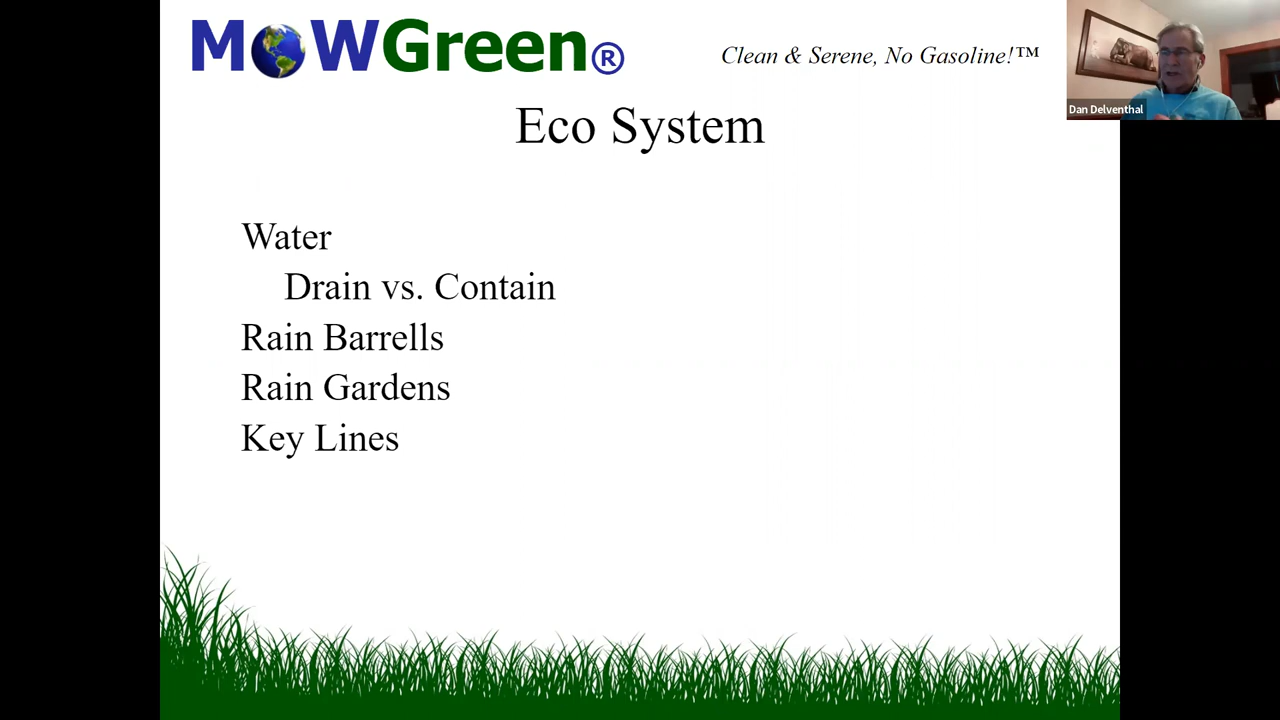 MOWGreen®
Clean & Serene, No Gasoline!™
Dan Delventhal
Eco System
Water
Drain vs. Contain
Rain Barrells
Rain Gardens
Key Lines